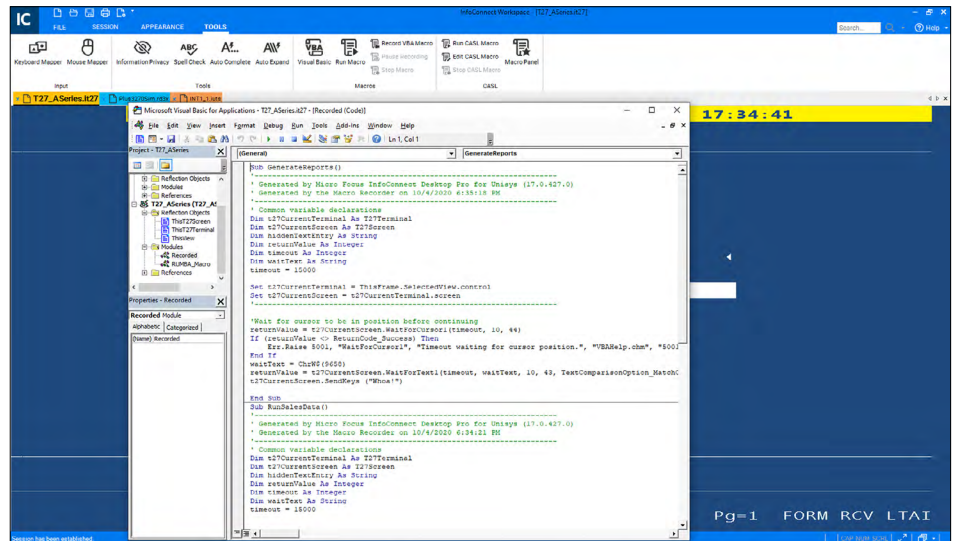 InfoConnect Workspace - [T27_ASeries.it27]
IC
FILE SESSION APPEARANCE TOOLS
Search... Help
Keyboard Mapper Mouse Mapper Information Privacy Spell Check Auto Complete Auto Expand Visual Basic Run Macro
Record VBA Macro
Pause Recording
Stop Macro
Run CASL Macro
Edit CASL Macro
Stop CASL Macro
Macro Panel
Input Tools Macros CASL
T27_ASeries.it27
17:34:41
Microsoft Visual Basic for Applications - T27_ASeries.it27 - [Recorded (Code)]
File Edit View Insert Format Debug Run Tools Add-Ins Window Help
Ln 1, Col 1
Project - T27_ASeries
Reflection Objects
Modules
References
T27_ASeries (T27_AS
Reflection Objects
ThisT27Screen
ThisT27Terminal
ThisView
Modules
Recorded
RUMBA_Macro
References
Properties - Recorded
Recorded Module
Alphabetic Categorized
(Name) Recorded
(General) GenerateReports
Sub GenerateReports()
'-----------------------------------------------------------------
' Generated by Micro Focus InfoConnect Desktop Pro for Unisys (17.0.427.0)
' Generated by the Macro Recorder on 10/4/2020 6:35:18 PM
'-----------------------------------------------------------------
' Common variable declarations
Dim t27CurrentTerminal As T27Terminal
Dim t27CurrentScreen As T27Screen
Dim hiddenTextEntry As String
Dim returnValue As Integer
Dim timeout As Integer
Dim waitText As String
timeout = 15000
Set t27CurrentTerminal = ThisFrame.SelectedView.control
Set t27CurrentScreen = t27CurrentTerminal.screen
'-----------------------------------------------------------------
'Wait for cursor to be in position before continuing
returnValue = t27CurrentScreen.WaitForCursor1(timeout, 10, 44)
If (returnValue <> ReturnCode_Success) Then
Err.Raise 5001, "WaitForCursor1", "Timeout waiting for cursor position.", "VBAHelp.chm", "5001
End If
waitText = ChrW$(9658)
returnValue = t27CurrentScreen.WaitForText1(timeout, waitText, 10, 43, TextComparisonOption_MatchC
t27CurrentScreen.SendKeys ("Whoa!")
End Sub
Sub RunSalesData()
'-----------------------------------------------------------------
' Generated by Micro Focus InfoConnect Desktop Pro for Unisys (17.0.427.0)
' Generated by the Macro Recorder on 10/4/2020 6:34:21 PM
'-----------------------------------------------------------------
' Common variable declarations
Dim t27CurrentTerminal As T27Terminal
Dim t27CurrentScreen As T27Screen
Dim hiddenTextEntry As String
Dim returnValue As Integer
Dim timeout As Integer
Dim waitText As String
timeout = 15000
Pg=1 FORM RCV LTAI
Session has been established.
CAP NUM SCRL